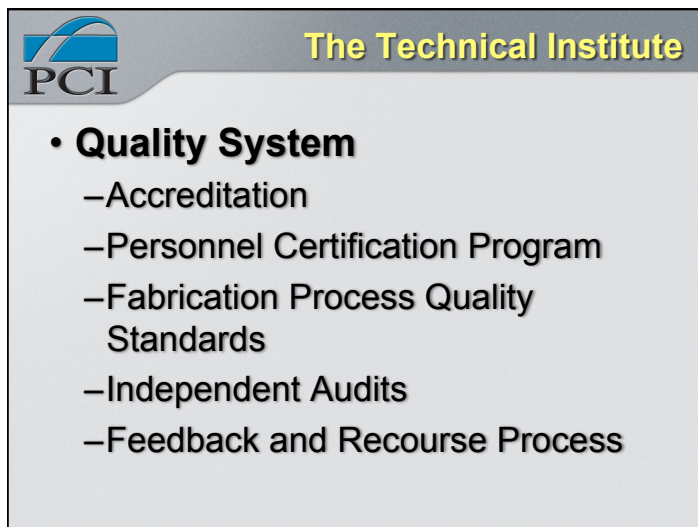 The Technical Institute
PCI
• Quality System
–Accreditation
–Personnel Certification Program
–Fabrication Process Quality
Standards
–Independent Audits
–Feedback and Recourse Process